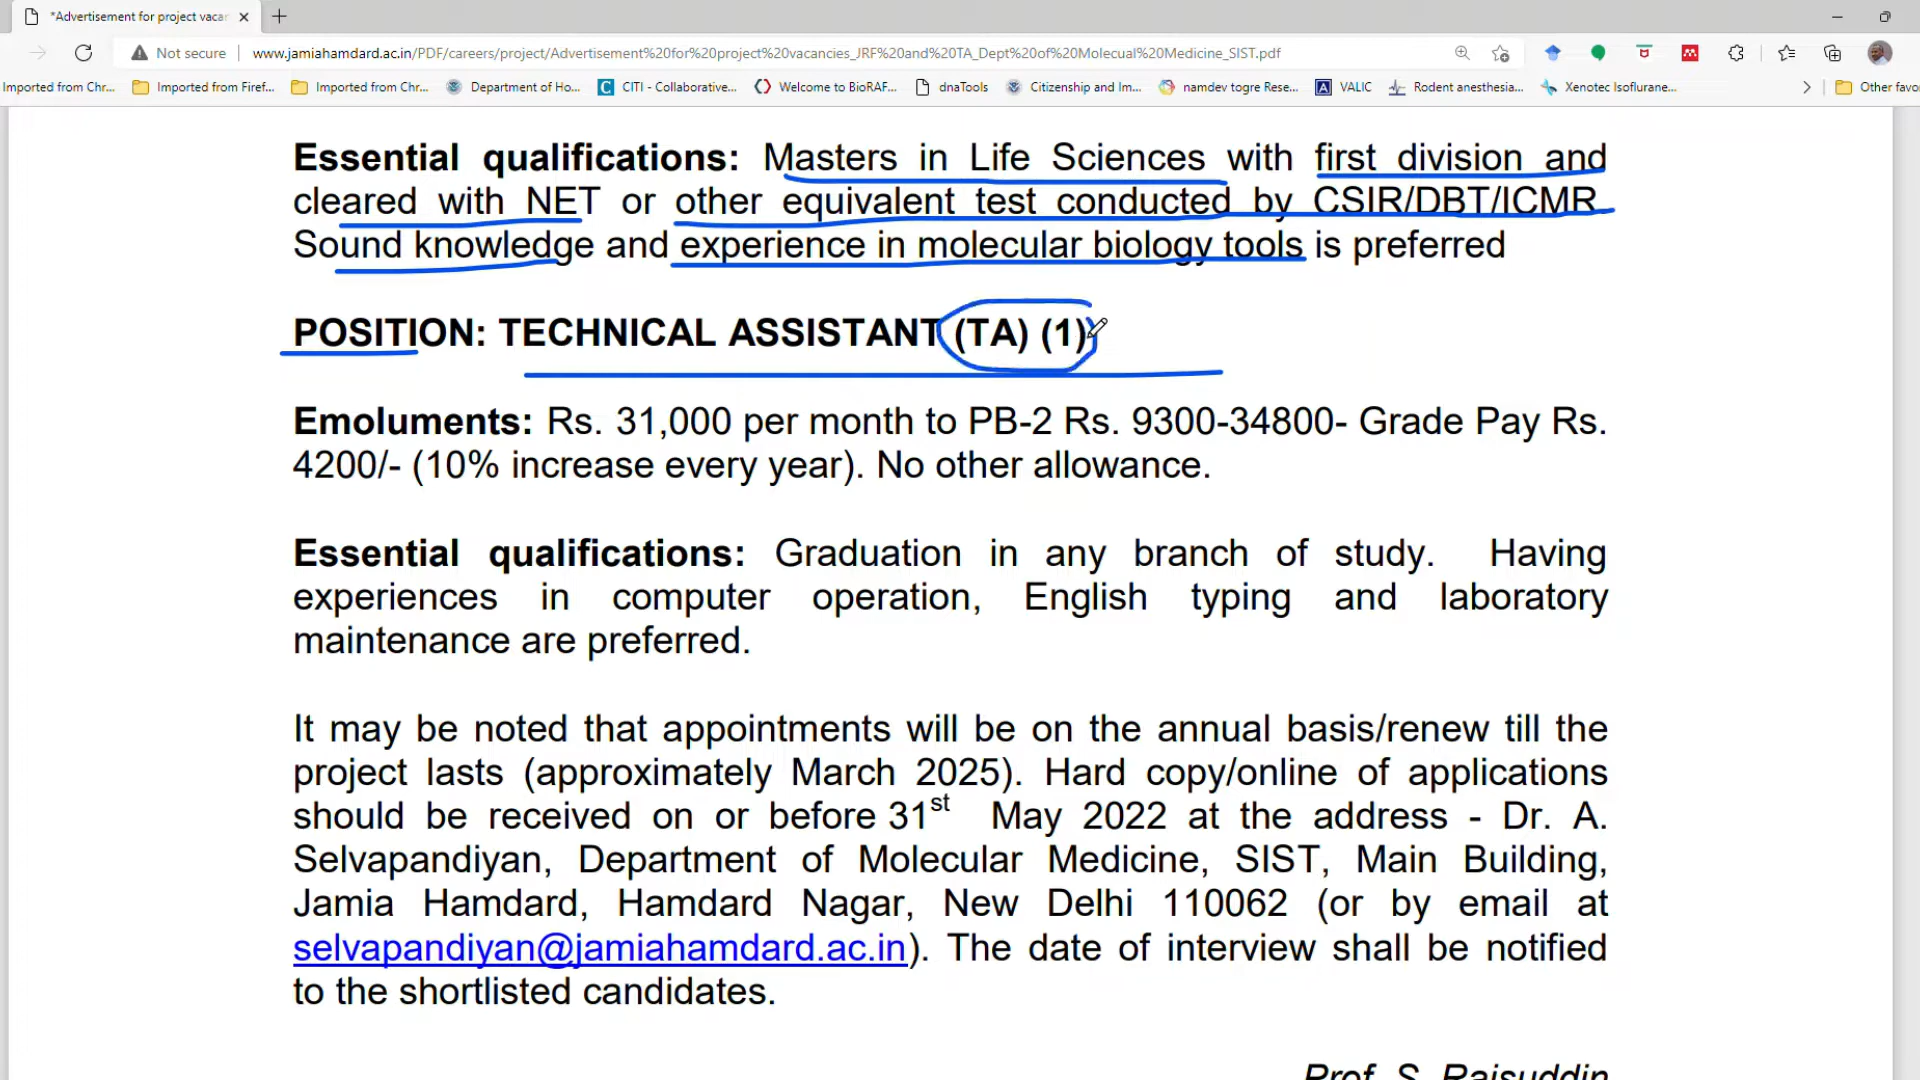 *Advertisement for project vaca
Not secure
www.jamiahamdard.ac.in/PDF/careers/project/Advertisement%20for%20project%20vacancies_JRF%20and%20TA_Dept%20of%20Molecual%20Medicine_SIST.pdf
Imported from Chr... Imported from Firef... Imported from Chr... Department of Ho... CITI - Collaborative... Welcome to BioRAF... dnaTools Citizenship and Im... namdev togre Rese... VALIC Rodent anesthesia... Xenotec Isoflurane... Other favo
Essential qualifications: Masters in Life Sciences with first division and
cleared with NET or other equivalent test conducted by CSIR/DBT/ICMR.
Sound knowledge and experience in molecular biology tools is preferred
POSITION: TECHNICAL ASSISTANT (TA) (1)
Emoluments: Rs. 31,000 per month to PB-2 Rs. 9300-34800- Grade Pay Rs.
4200/- (10% increase every year). No other allowance.
Essential qualifications: Graduation in any branch of study. Having
experiences in computer operation, English typing and laboratory
maintenance are preferred.
It may be noted that appointments will be on the annual basis/renew till the
project lasts (approximately March 2025). Hard copy/online of applications
should be received on or before 31st May 2022 at the address - Dr. A.
Selvapandiyan, Department of Molecular Medicine, SIST, Main Building,
Jamia Hamdard, Hamdard Nagar, New Delhi 110062 (or by email at
selvapandiyan@jamiahamdard.ac.in). The date of interview shall be notified
to the shortlisted candidates.
Prof. S. Raisuddin